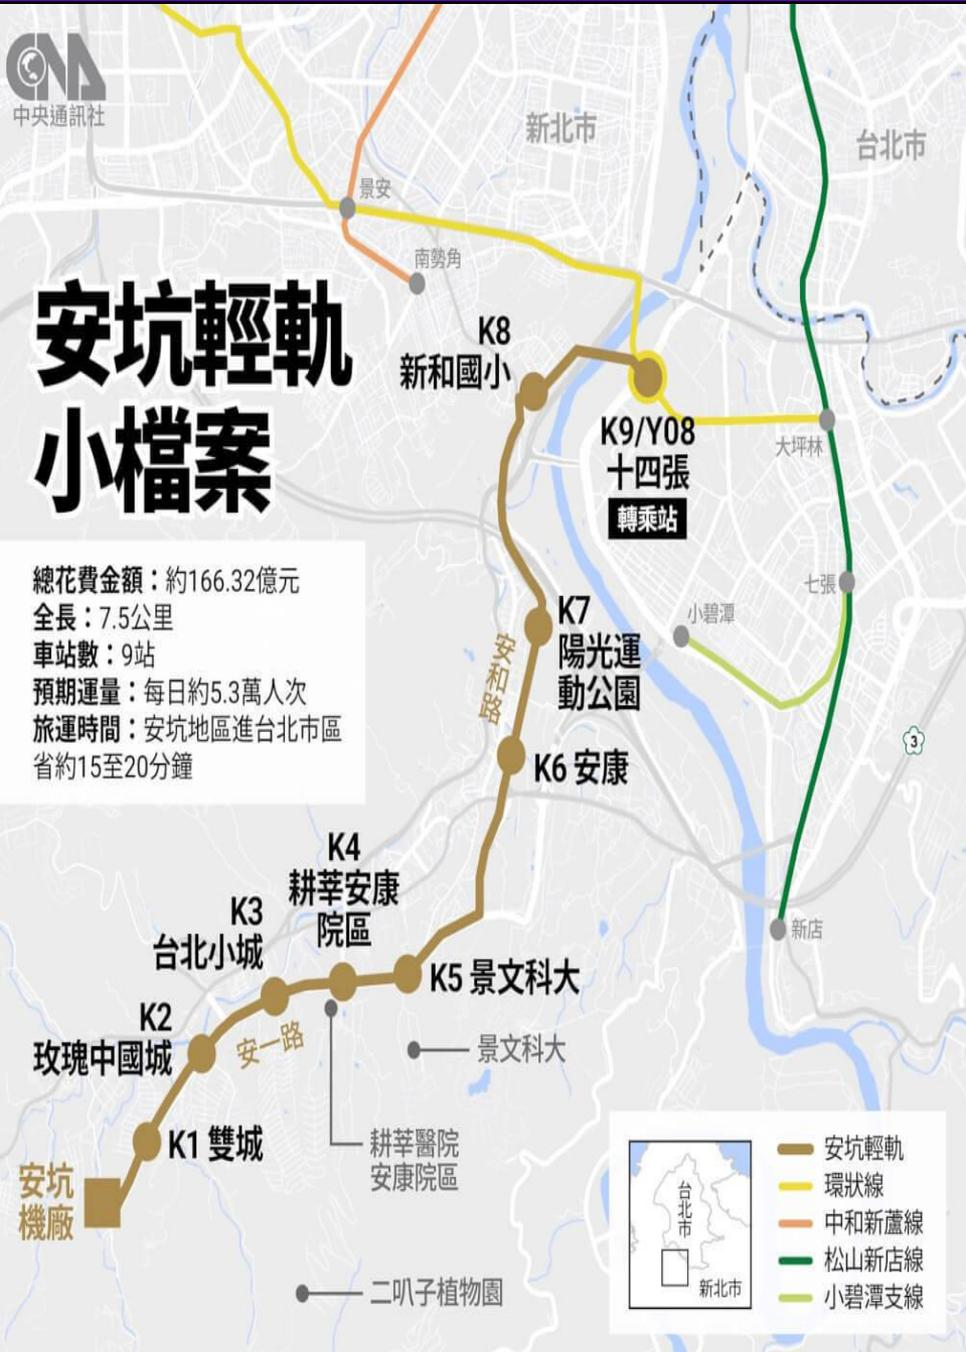 CNA
中央通訊社
新北市
台北市
景安
南勢角
安坑輕軌
小檔案
K8
新和國小
K9/Y08
十四張
轉乘站
大坪林
七張
小碧潭
總花費金額：約166.32億元
全長：7.5公里
車站數：9站
預期運量：每日約5.3萬人次
旅運時間：安坑地區進台北市區
省約15至20分鐘
K7
陽光運
動公園
安和路
3
K6 安康
K4
耕莘安康
院區
K3
台北小城
新店
K5 景文科大
K2
玫瑰中國城
安一路
景文科大
K1 雙城
耕莘醫院
安康院區
安坑
機廠
二叭子植物園
台北市
新北市
安坑輕軌
環狀線
中和新蘆線
松山新店線
小碧潭支線